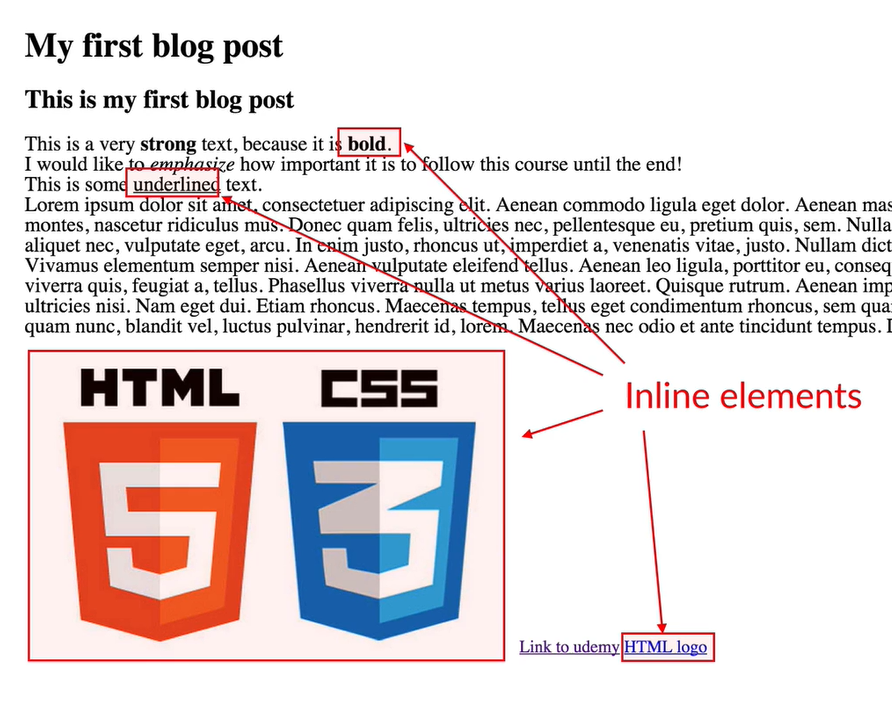 My first blog post
This is my first blog post
This is a very strong text, because it is bold.
I would like to emphasize how important it is to follow this course until the end!
This is some underlined text.
Lorem ipsum dolor sit amet, consectetuer adipiscing elit. Aenean commodo ligula eget dolor. Aenean mas
montes, nascetur ridiculus mus. Donec quam felis, ultricies nec, pellentesque eu, pretium quis, sem. Nulla
aliquet nec, vulputate eget, arcu. In enim justo, rhoncus ut, imperdiet a, venenatis vitae, justo. Nullam dict
Vivamus elementum semper nisi. Aenean vulputate eleifend tellus. Aenean leo ligula, porttitor eu, conseq
viverra quis, feugiat a, tellus. Phasellus viverra nulla ut metus varius laoreet. Quisque rutrum. Aenean imp
ultricies nisi. Nam eget dui. Etiam rhoncus. Maecenas tempus, tellus eget condimentum rhoncus, sem qua
quam nunc, blandit vel, luctus pulvinar, hendrerit id, lorem. Maecenas nec odio et ante tincidunt tempus. D
HTML CSS
5 3
Inline elements
Link to udemy HTML logo